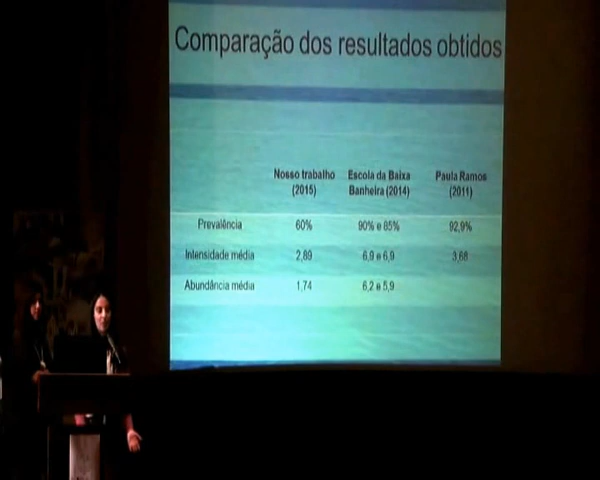 Comparação dos resultados obtidos
Nosso trabalho (2015) Escola da Baixa Banheira (2014) Paula Ramos (2011)
Prevalência 60% 90% e 85% 92,9%
Intensidade média 2,89 6,9 e 6,9 3,68
Abundância média 1,74 6,2 e 5,9